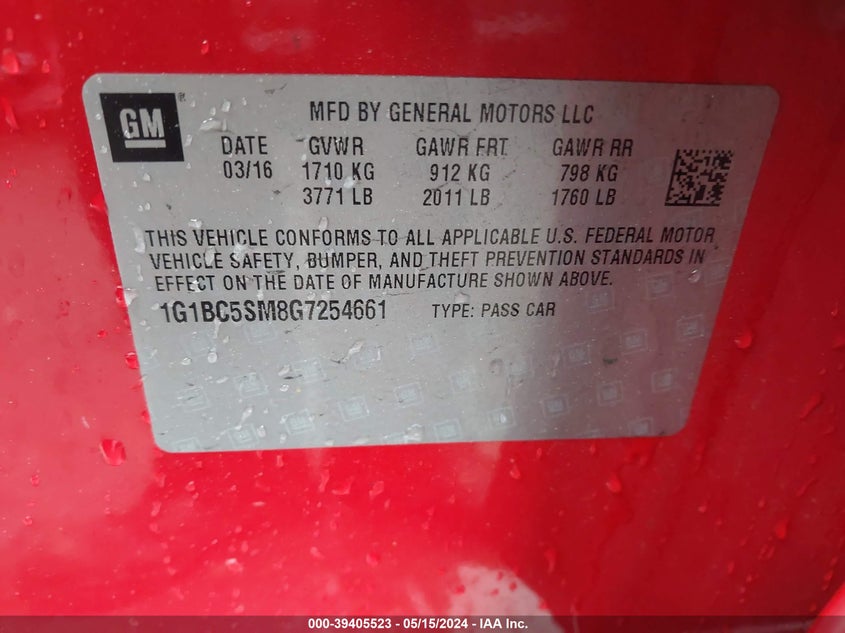 GM®
MFD BY GENERAL MOTORS LLC
DATE GVWR GAWR FRT GAWR RR
03/16 1710 KG 912 KG 798 KG
3771 LB 2011 LB 1760 LB
THIS VEHICLE CONFORMS TO ALL APPLICABLE U.S. FEDERAL MOTOR
VEHICLE SAFETY, BUMPER, AND THEFT PREVENTION STANDARDS IN
EFFECT ON THE DATE OF MANUFACTURE SHOWN ABOVE.
1G1BC5SM8G7254661 TYPE: PASS CAR
000-39405523 - 05/15/2024 - IAA Inc.